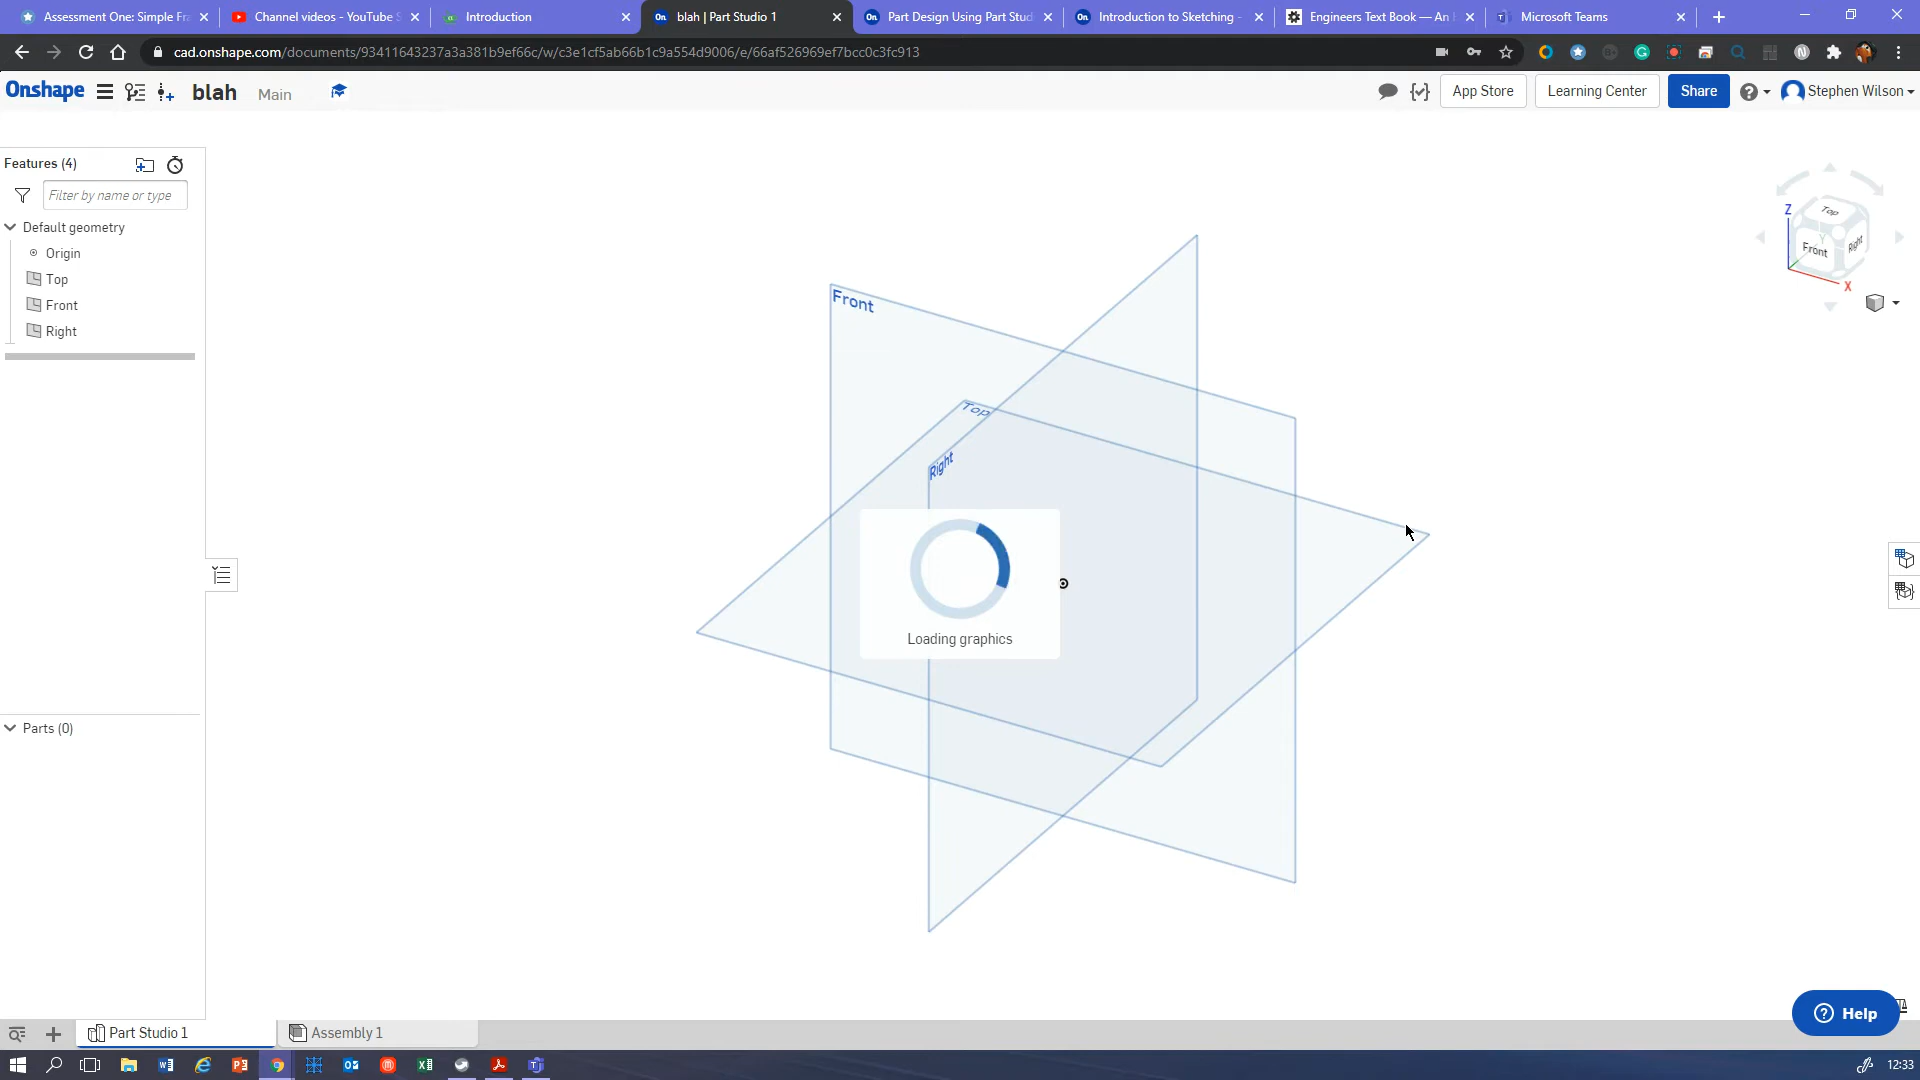 Assessment One: Simple Fra
Channel videos - YouTube S
Introduction
blah | Part Studio 1
Part Design Using Part Stud
Introduction to Sketching -
Engineers Text Book — An E
Microsoft Teams
cad.onshape.com/documents/93411643237a3a381b9ef66c/w/c3e1cf5ab66b1c9a554d9006/e/66af526969ef7bcc0c3fc913
Onshape
blah
Main
App Store
Learning Center
Share
Stephen Wilson
Features (4)
Filter by name or type
Default geometry
Origin
Top
Front
Right
Parts (0)
Front
Top
Right
Loading graphics
Z
Top
Y
Front
Right
X
Help
Part Studio 1
Assembly 1
12:33